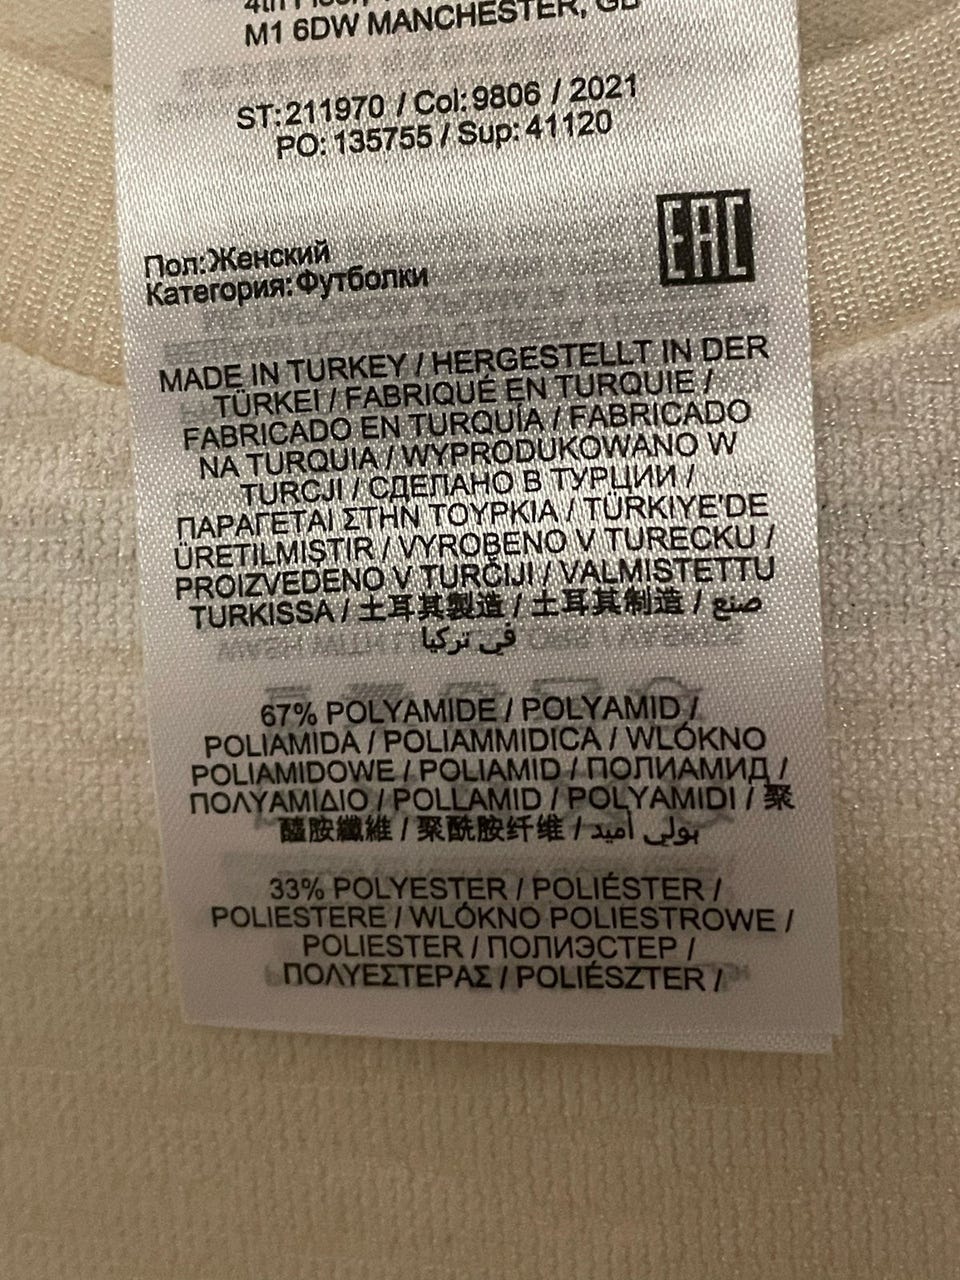 M1 6DW MANCHESTER, GB
ST:211970 / Col:9806 / 2021
PO: 135755 / Sup: 41120
EAC
Пол:Женский
Категория:Футболки
MADE IN TURKEY / HERGESTELLT IN DER
TÜRKEI / FABRIQUÉ EN TURQUIE /
FABRICADO EN TURQUÍA / FABRICADO
NA TURQUIA / WYPRODUKOWANO W
TURCJI / СДЕЛАНО В ТУРЦИИ /
ΠΑΡΑΓΕΤΑΙ ΣΤΗΝ ΤΟΥΡΚΙΑ / TÜRKIYE'DE
ÜRETILMIŞTIR / VYROBENO V TURECKU /
PROIZVEDENO V TURČIJI / VALMISTETTU
TURKISSA / 土耳其製造 / 土耳其制造 / صنع
في تركيا
67% POLYAMIDE / POLYAMID /
POLIAMIDA / POLIAMMIDICA / WLÓKNO
POLIAMIDOWE / POLIAMID / ПОЛИАМИД /
ΠΟΛΥΑΜΙΔΙΟ / POLLAMID / POLYAMIDI / 聚
醯胺纖維 / 聚酰胺纤维 / بولي أميد
33% POLYESTER / POLIÉSTER /
POLIESTERE / WLÓKNO POLIESTROWE /
POLIESTER / ПОЛИЭСТЕР /
ΠΟΛΥΕΣΤΕΡΑΣ / POLIÉSZTER /